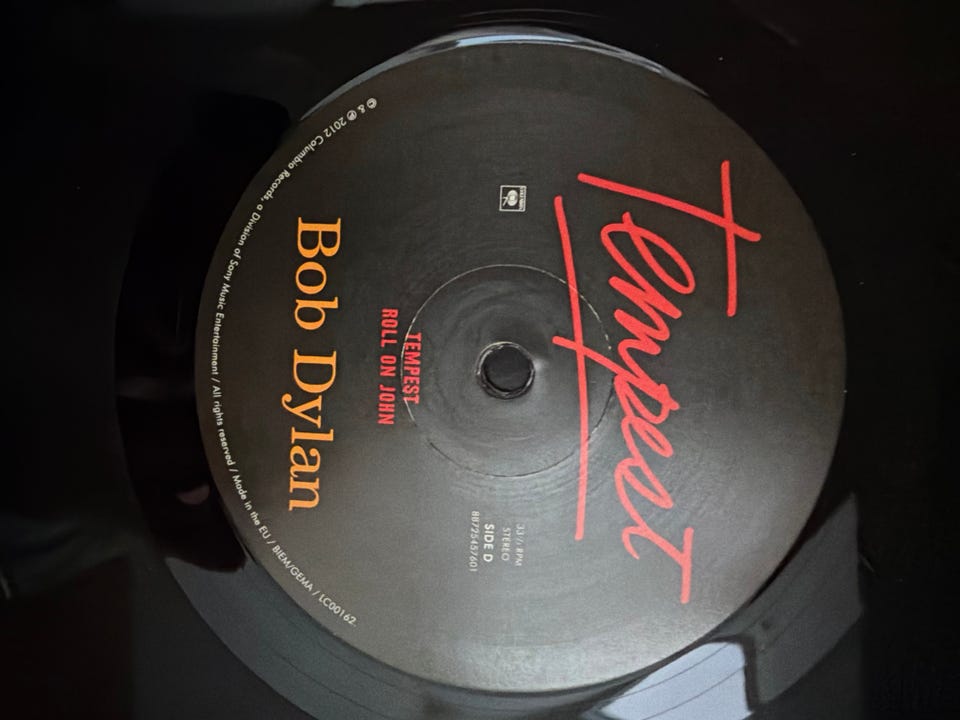 Tempest
33⅓ RPM
STEREO
SIDE D
88725457601
TEMPEST
ROLL ON JOHN
Bob Dylan
© & ℗ 2012 Columbia Records, a Division of Sony Music Entertainment / All rights reserved / Made in the EU / BIEM/GEMA / LC00162.